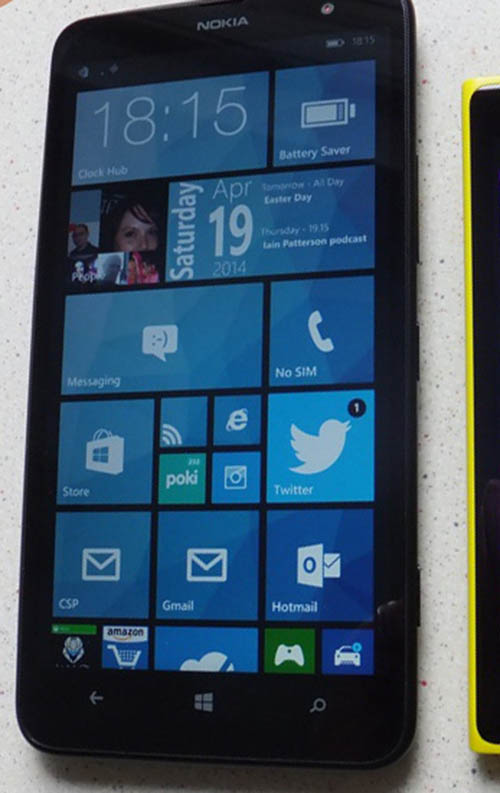 NOKIA
18:15
18:15
Clock Hub
Battery Saver
People
Saturday
Apr
19
2014
Tomorrow - All Day
Easter Day
Thursday - 19:15
Iain Patterson podcast
Messaging
No SIM
Store
232
poki
1
Twitter
CSP
Gmail
Hotmail
amazon